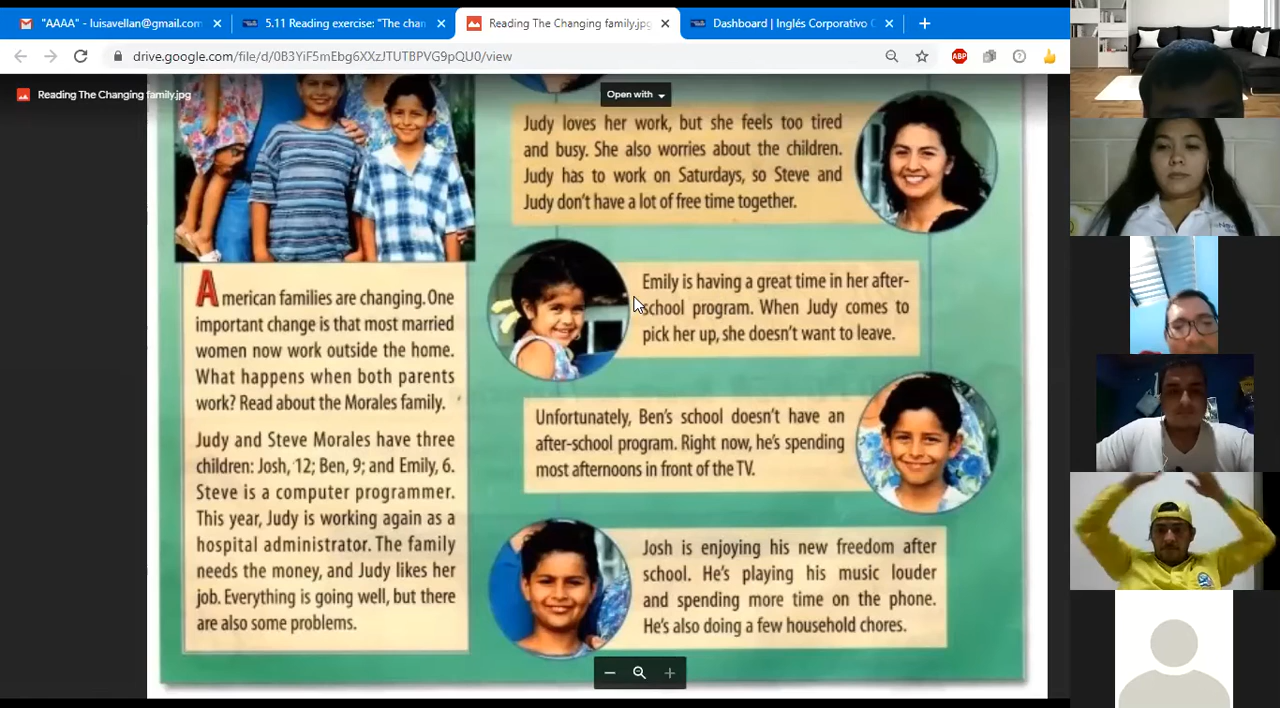 "AAAA" - luisavellan@gmail.com
5.11 Reading exercise: "The chan
Reading The Changing family.jpg
Dashboard | Inglés Corporativo
drive.google.com/file/d/0B3YiF5mEbg6XXzJTUTBPVG9pQU0/view
ABP
Reading The Changing family.jpg
Open with
Judy loves her work, but she feels too tired
and busy. She also worries about the children.
Judy has to work on Saturdays, so Steve and
Judy don't have a lot of free time together.
Emily is having a great time in her after-
school program. When Judy comes to
pick her up, she doesn't want to leave.
Unfortunately, Ben's school doesn't have an
after-school program. Right now, he's spending
most afternoons in front of the TV.
Josh is enjoying his new freedom after
school. He's playing his music louder
and spending more time on the phone.
He's also doing a few household chores.
American families are changing. One
important change is that most married
women now work outside the home.
What happens when both parents
work? Read about the Morales family.
Judy and Steve Morales have three
children: Josh, 12; Ben, 9; and Emily, 6.
Steve is a computer programmer.
This year, Judy is working again as a
hospital administrator. The family
needs the money, and Judy likes her
job. Everything is going well, but there
are also some problems.